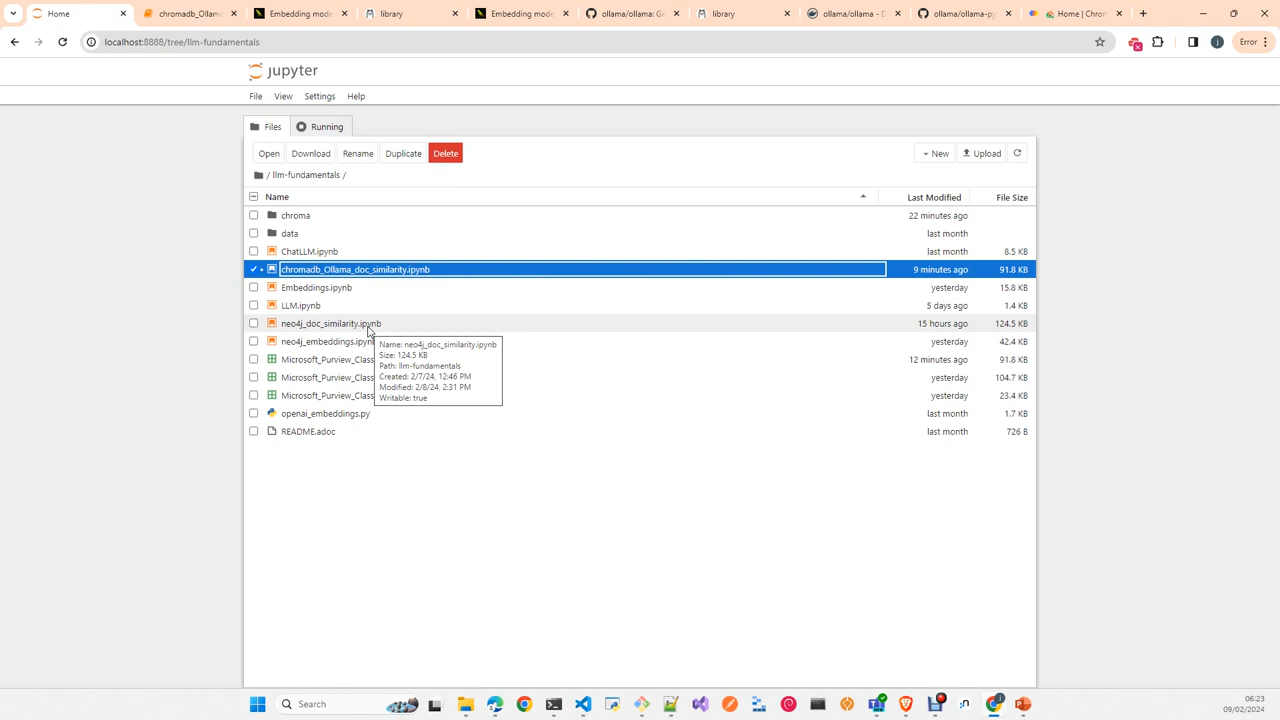 Home
chromadb_Ollam
Embedding mode
library
Embedding mode
ollama/ollama: Go
library
ollama/ollama - D
ollama/ollama-py
Home | Chrom
localhost:8888/tree/llm-fundamentals
Error
jupyter
File View Settings Help
Files Running
Open Download Rename Duplicate Delete New Upload
/ llm-fundamentals /
Name Last Modified File Size
chroma 22 minutes ago
data last month
ChatLLM.ipynb last month 8.5 KB
chromadb_Ollama_doc_similarity.ipynb 9 minutes ago 91.8 KB
Embeddings.ipynb yesterday 15.8 KB
LLM.ipynb 5 days ago 1.4 KB
neo4j_doc_similarity.ipynb 15 hours ago 124.5 KB
neo4j_embeddings.ipynb yesterday 42.4 KB
Microsoft_Purview_Class 12 minutes ago 91.8 KB
Microsoft_Purview_Class yesterday 104.7 KB
Microsoft_Purview_Class yesterday 23.4 KB
openai_embeddings.py last month 1.7 KB
README.adoc last month 726 B
Name: neo4j_doc_similarity.ipynb
Size: 124.5 KB
Path: llm-fundamentals
Created: 2/7/24, 12:46 PM
Modified: 2/8/24, 2:31 PM
Writable: true
Search
06:23
09/02/2024